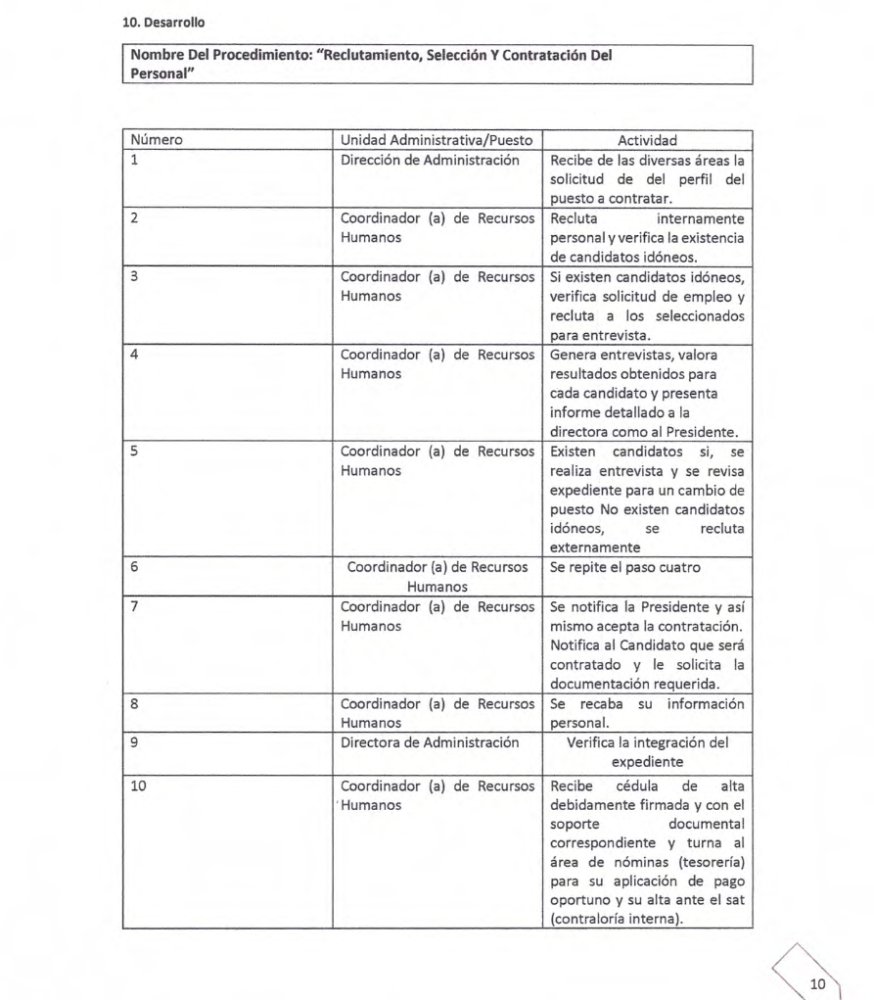 10. Desarrollo
Nombre Del Procedimiento: "Reclutamiento, Selección Y Contratación Del
Personal"
Número Unidad Administrativa/Puesto Actividad
1 Dirección de Administración Recibe de las diversas áreas la
solicitud de del perfil del
puesto a contratar.
2 Coordinador (a) de Recursos Recluta internamente
Humanos personal y verifica la existencia
de candidatos idóneos.
3 Coordinador (a) de Recursos Si existen candidatos idóneos,
Humanos verifica solicitud de empleo y
recluta a los seleccionados
para entrevista.
4 Coordinador (a) de Recursos Genera entrevistas, valora
Humanos resultados obtenidos para
cada candidato y presenta
informe detallado a la
directora como al Presidente.
5 Coordinador (a) de Recursos Existen candidatos si, se
Humanos realiza entrevista y se revisa
expediente para un cambio de
puesto No existen candidatos
idóneos, se recluta
externamente
6 Coordinador (a) de Recursos Se repite el paso cuatro
Humanos
7 Coordinador (a) de Recursos Se notifica la Presidente y así
Humanos mismo acepta la contratación.
Notifica al Candidato que será
contratado y le solicita la
documentación requerida.
8 Coordinador (a) de Recursos Se recaba su información
Humanos personal.
9 Directora de Administración Verifica la integración del
expediente
10 Coordinador (a) de Recursos Recibe cédula de alta
Humanos debidamente firmada y con el
soporte documental
correspondiente y turna al
área de nóminas (tesorería)
para su aplicación de pago
oportuno y su alta ante el sat
(contraloría interna).
10